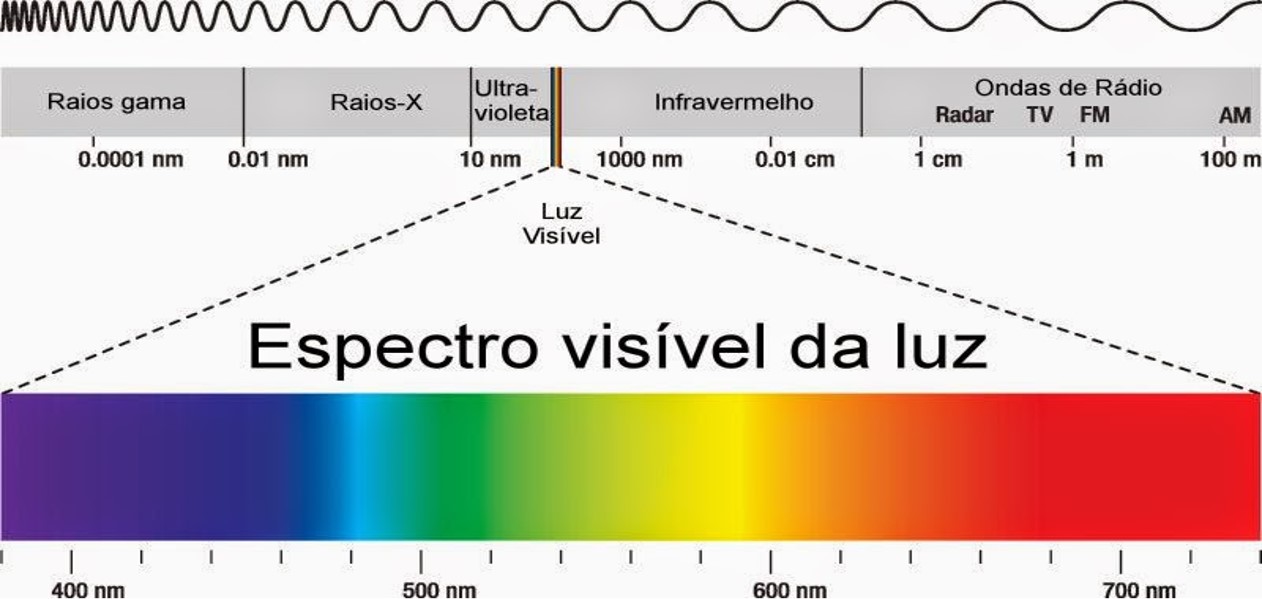 Raios gama
Raios-X
Ultra-
violeta
Infravermelho
Ondas de Rádio
Radar TV FM AM
0.0001 nm 0.01 nm 10 nm 1000 nm 0.01 cm 1 cm 1 m 100 m
Luz
Visível
Espectro visível da luz
400 nm 500 nm 600 nm 700 nm